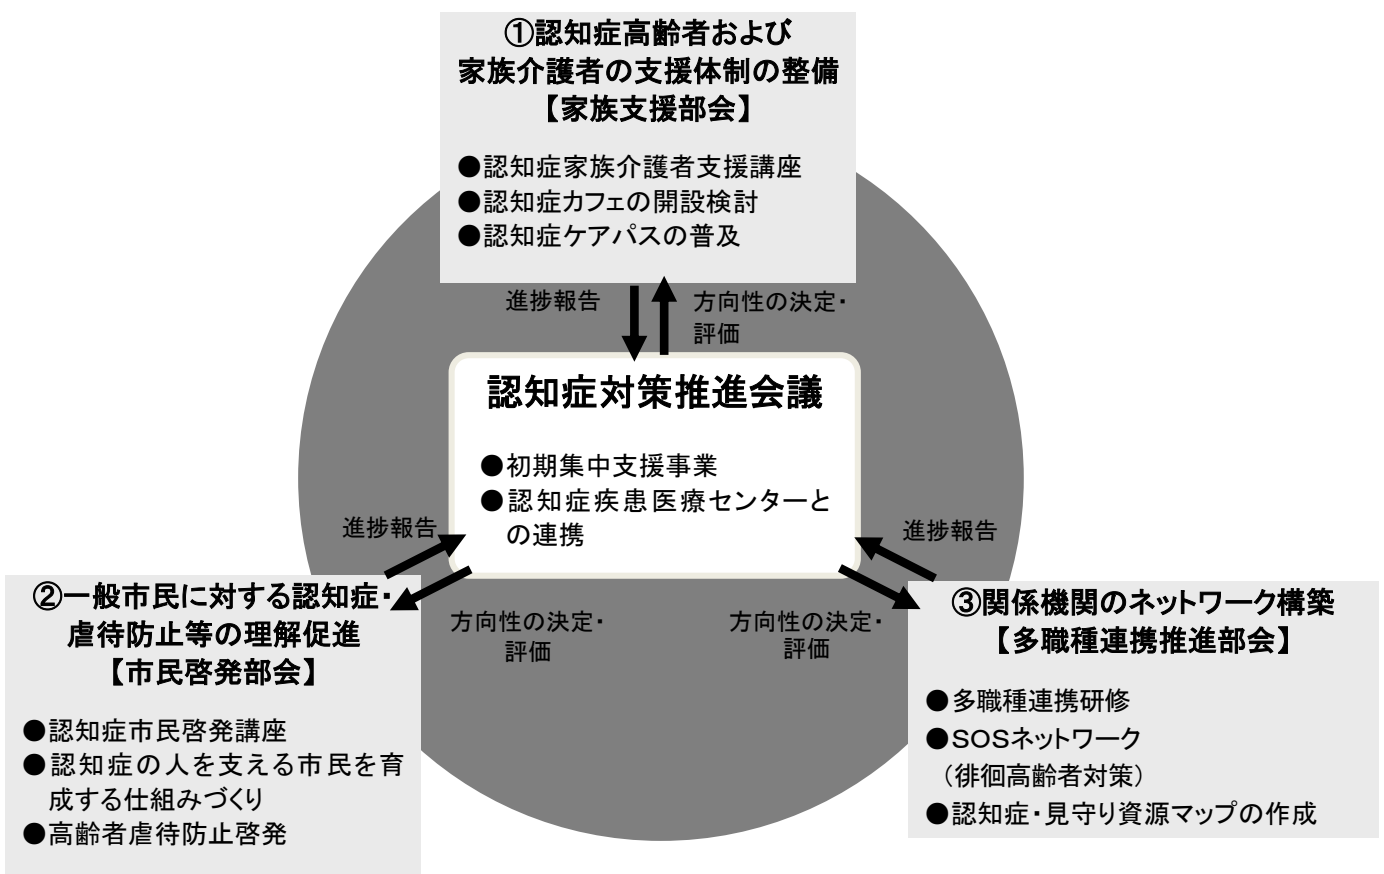 ①認知症高齢者および
家族介護者の支援体制の整備
【家族支援部会】
●認知症家族介護者支援講座
●認知症カフェの開設検討
●認知症ケアパスの普及
進捗報告
方向性の決定・
評価
認知症対策推進会議
●初期集中支援事業
●認知症疾患医療センターと
の連携
進捗報告
進捗報告
方向性の決定・
評価
方向性の決定・
評価
②一般市民に対する認知症・
虐待防止等の理解促進
【市民啓発部会】
●認知症市民啓発講座
●認知症の人を支える市民を育
成する仕組みづくり
●高齢者虐待防止啓発
③関係機関のネットワーク構築
【多職種連携推進部会】
●多職種連携研修
●SOSネットワーク
（徘徊高齢者対策）
●認知症・見守り資源マップの作成